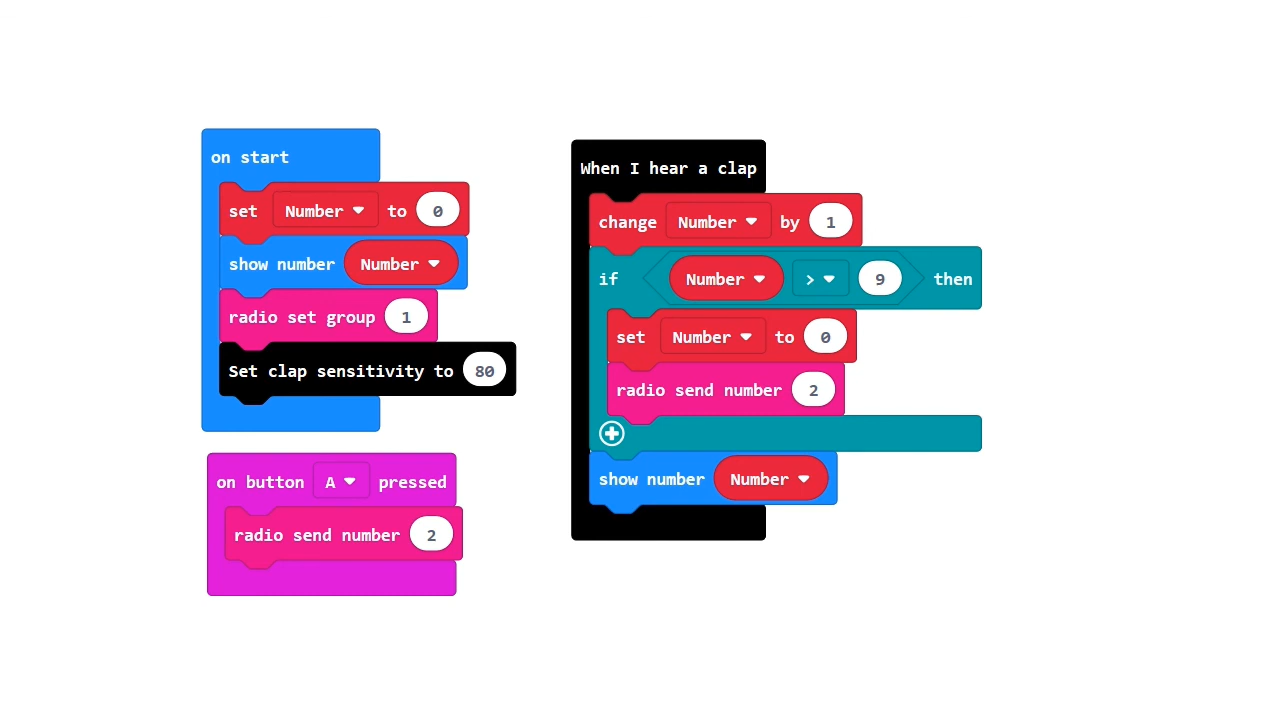 on start
set Number to 0
show number Number
radio set group 1
Set clap sensitivity to 80
on button A pressed
radio send number 2
When I hear a clap
change Number by 1
if Number > 9 then
set Number to 0
radio send number 2
show number Number